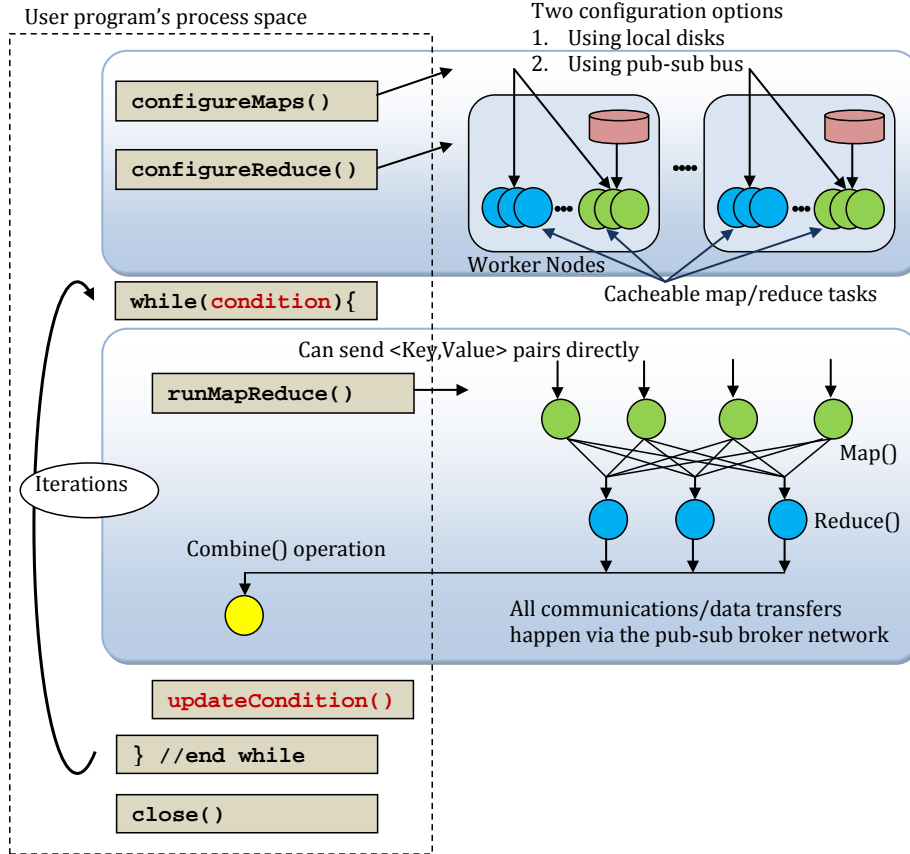 User program's process space
Two configuration options
1. Using local disks
2. Using pub-sub bus
configureMaps()
configureReduce()
Worker Nodes
Cacheable map/reduce tasks
while(condition){
Can send <Key,Value> pairs directly
runMapReduce()
Map()
Iterations
Reduce()
Combine() operation
All communications/data transfers
happen via the pub-sub broker network
updateCondition()
} //end while
close()